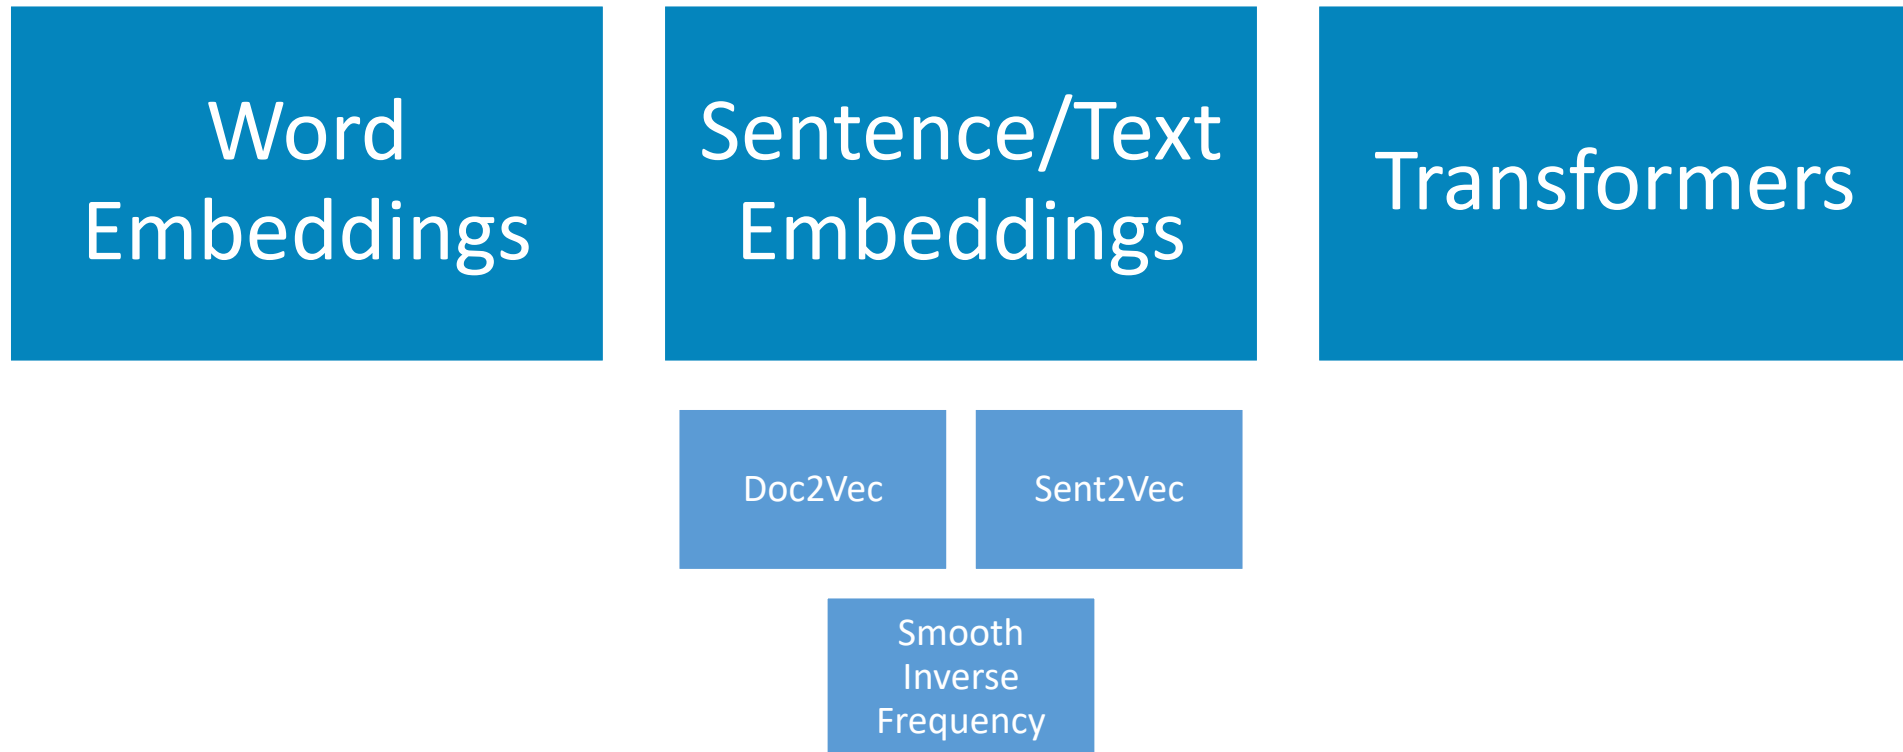 Word
Embeddings
Sentence/Text
Embeddings
Transformers
Doc2Vec
Sent2Vec
Smooth
Inverse
Frequency